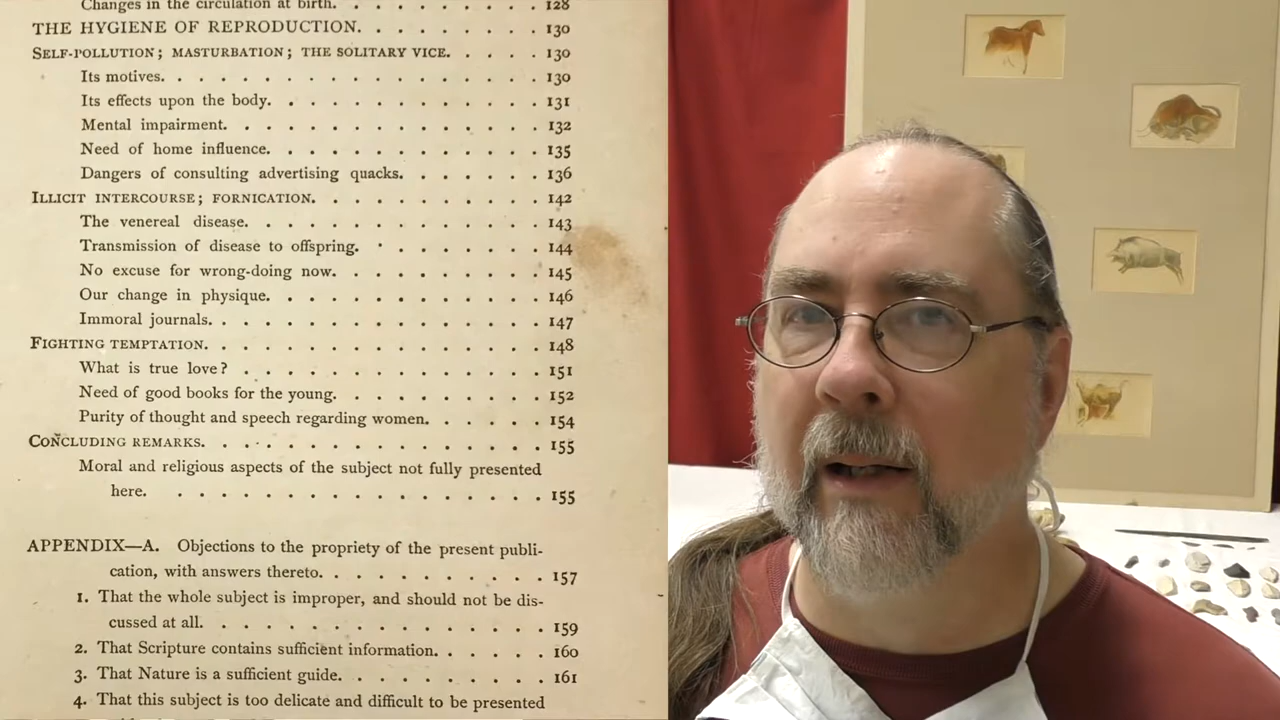 Changes in the circulation at birth. . . . . . . . . . 128
THE HYGIENE OF REPRODUCTION. . . . . . . . . 130
SELF-POLLUTION; MASTURBATION; THE SOLITARY VICE. . . . . . 130
Its motives. . . . . . . . . . . . . . . . . 130
Its effects upon the body. . . . . . . . . . . . . 131
Mental impairment. . . . . . . . . . . . . . . 132
Need of home influence. . . . . . . . . . . . . 135
Dangers of consulting advertising quacks. . . . . . . 136
ILLICIT INTERCOURSE; FORNICATION. . . . . . . . . . . 142
The venereal disease. . . . . . . . . . . . . . 143
Transmission of disease to offspring. . . . . . . . . 144
No excuse for wrong-doing now. . . . . . . . . . 145
Our change in physique. . . . . . . . . . . . . 146
Immoral journals. . . . . . . . . . . . . . . 147
FIGHTING TEMPTATION. . . . . . . . . . . . . . . 148
What is true love? . . . . . . . . . . . . . . 151
Need of good books for the young. . . . . . . . . . 152
Purity of thought and speech regarding women. . . . . . 154
CONCLUDING REMARKS. . . . . . . . . . . . . . . 155
Moral and religious aspects of the subject not fully presented
here. . . . . . . . . . . . . . . . . . 155
APPENDIX—A. Objections to the propriety of the present publi-
cation, with answers thereto. . . . . . . . . . . 157
1. That the whole subject is improper, and should not be dis-
cussed at all. . . . . . . . . . . . . . . . 159
2. That Scripture contains sufficient information. . . . . . 160
3. That Nature is a sufficient guide. . . . . . . . . . 161
4. That this subject is too delicate and difficult to be presented